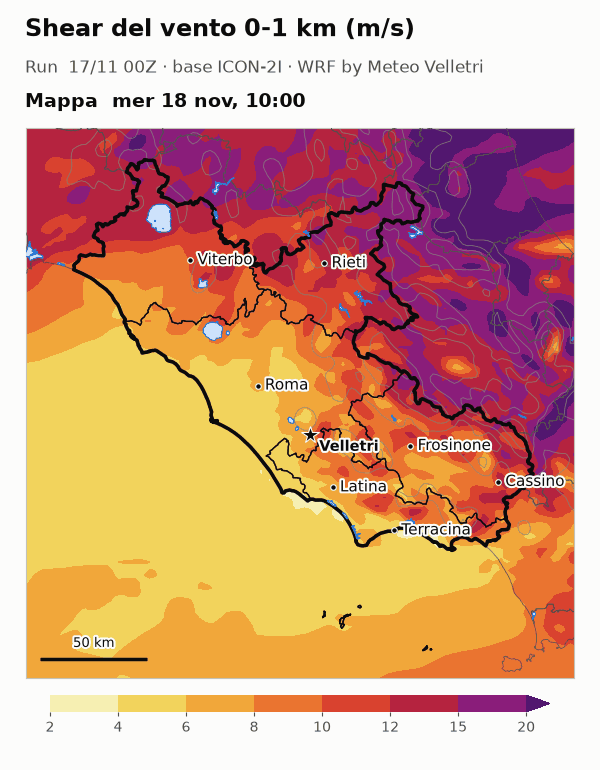 Shear del vento 0-1 km (m/s)
Run  17/11 00Z · base ICON-2I · WRF by Meteo Velletri
Mappa  mer 18 nov, 10:00
Viterbo
Rieti
Roma
Velletri
Frosinone
Latina
Cassino
Terracina
50 km
2 4 6 8 10 12 15 20